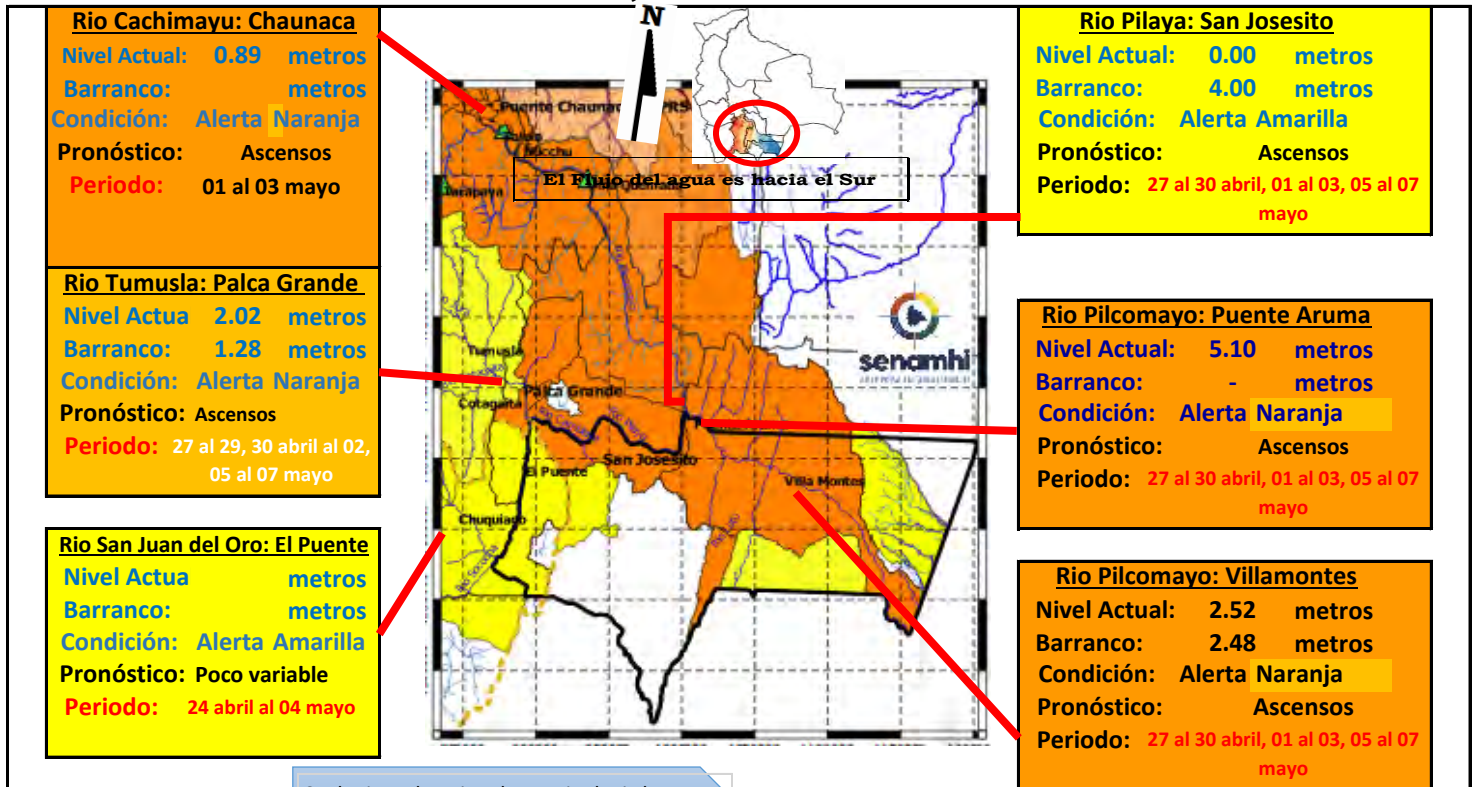 Rio Cachimayu: Chaunaca
Nivel Actual: 0.89 metros
Barranco: metros
Condición: Alerta Naranja
Pronóstico: Ascensos
Periodo: 01 al 03 mayo
Rio Tumusla: Palca Grande
Nivel Actua 2.02 metros
Barranco: 1.28 metros
Condición: Alerta Naranja
Pronóstico: Ascensos
Periodo: 27 al 29, 30 abril al 02,
05 al 07 mayo
Rio San Juan del Oro: El Puente
Nivel Actua metros
Barranco: metros
Condición: Alerta Amarilla
Pronóstico: Poco variable
Periodo: 24 abril al 04 mayo
N
Puente Chaunac
Nucchu
El Flujo del agua es hacia el Sur
Tarapaya
senamhi
Tumusla
Palca Grande
Cotagaita
San Josesito
El Puente
Villa Montes
Chuquiago
Rio Pilaya: San Josesito
Nivel Actual: 0.00 metros
Barranco: 4.00 metros
Condición: Alerta Amarilla
Pronóstico: Ascensos
Periodo: 27 al 30 abril, 01 al 03, 05 al 07
mayo
Rio Pilcomayo: Puente Aruma
Nivel Actual: 5.10 metros
Barranco: - metros
Condición: Alerta Naranja
Pronóstico: Ascensos
Periodo: 27 al 30 abril, 01 al 03, 05 al 07
mayo
Rio Pilcomayo: Villamontes
Nivel Actual: 2.52 metros
Barranco: 2.48 metros
Condición: Alerta Naranja
Pronóstico: Ascensos
Periodo: 27 al 30 abril, 01 al 03, 05 al 07
mayo